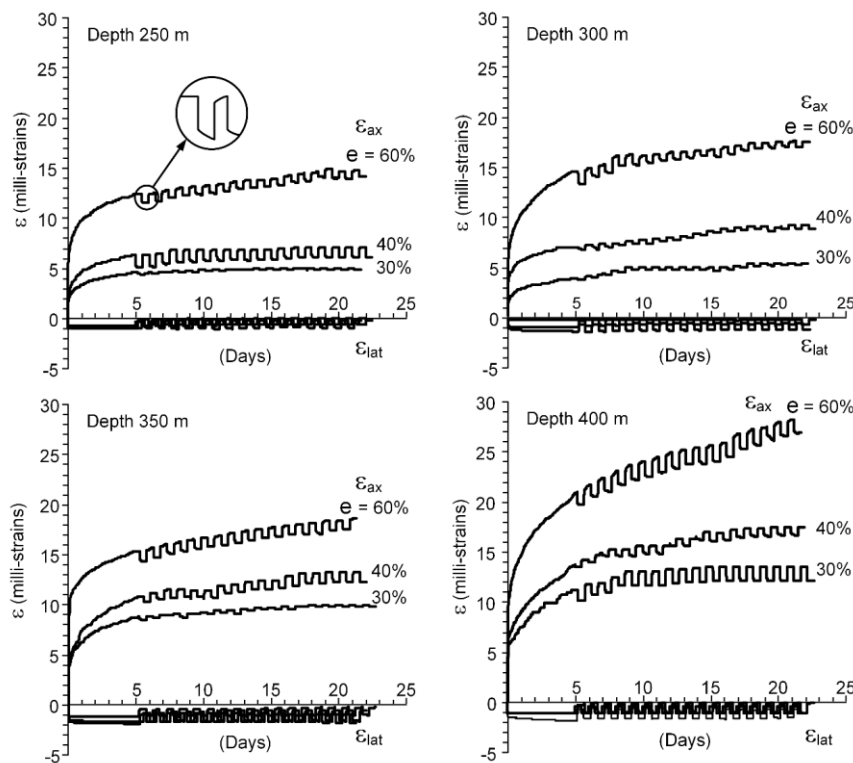 Depth 250 m
ε (milli-strains)
30
25
20
15
10
5
0
-5
εax
e = 60%
40%
30%
5 10 15 20 25
(Days)
εlat
Depth 300 m
ε (milli-strains)
30
25
20
15
10
5
0
-5
εax
e = 60%
40%
30%
5 10 15 20 25
(Days)
εlat
Depth 350 m
ε (milli-strains)
30
25
20
15
10
5
0
-5
εax
e = 60%
40%
30%
5 10 15 20 25
(Days)
εlat
Depth 400 m
ε (milli-strains)
30
25
20
15
10
5
0
-5
εax e = 60%
40%
30%
5 10 15 20 25
(Days)
εlat